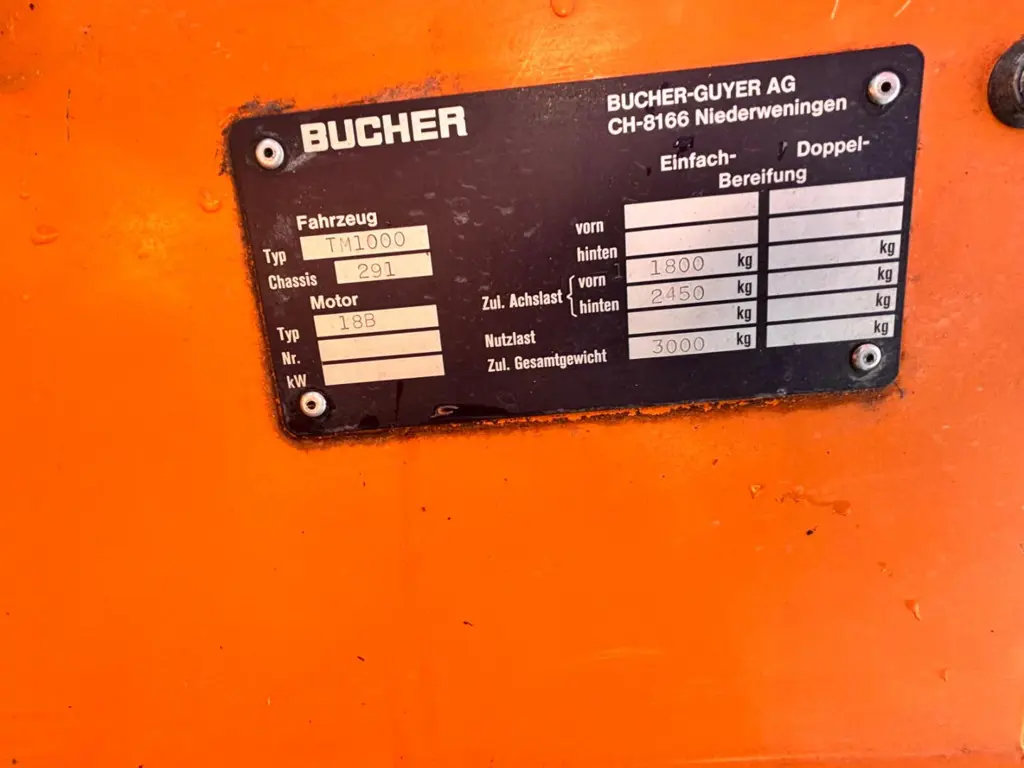 BUCHER
BUCHER-GUYER AG
CH-8166 Niederweningen
Einfach- Doppel-
Bereifung
Fahrzeug
Typ TM1000
Chassis 291
Motor
Typ 18B
Nr.
kW
vorn
hinten kg
Zul. Achslast { vorn 1800 kg kg
hinten 2450 kg kg
Nutzlast kg kg
Zul. Gesamtgewicht 3000 kg